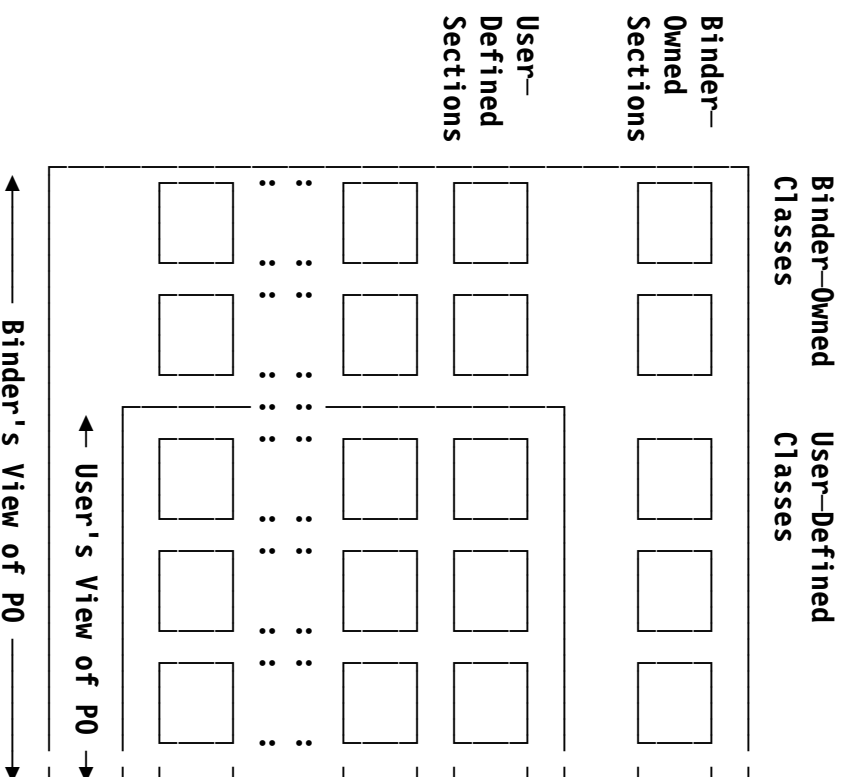 Binder–Owned
Classes
User–Defined
Classes
Binder–
Owned
Sections
User–
Defined
Sections
User's View of PO
Binder's View of PO